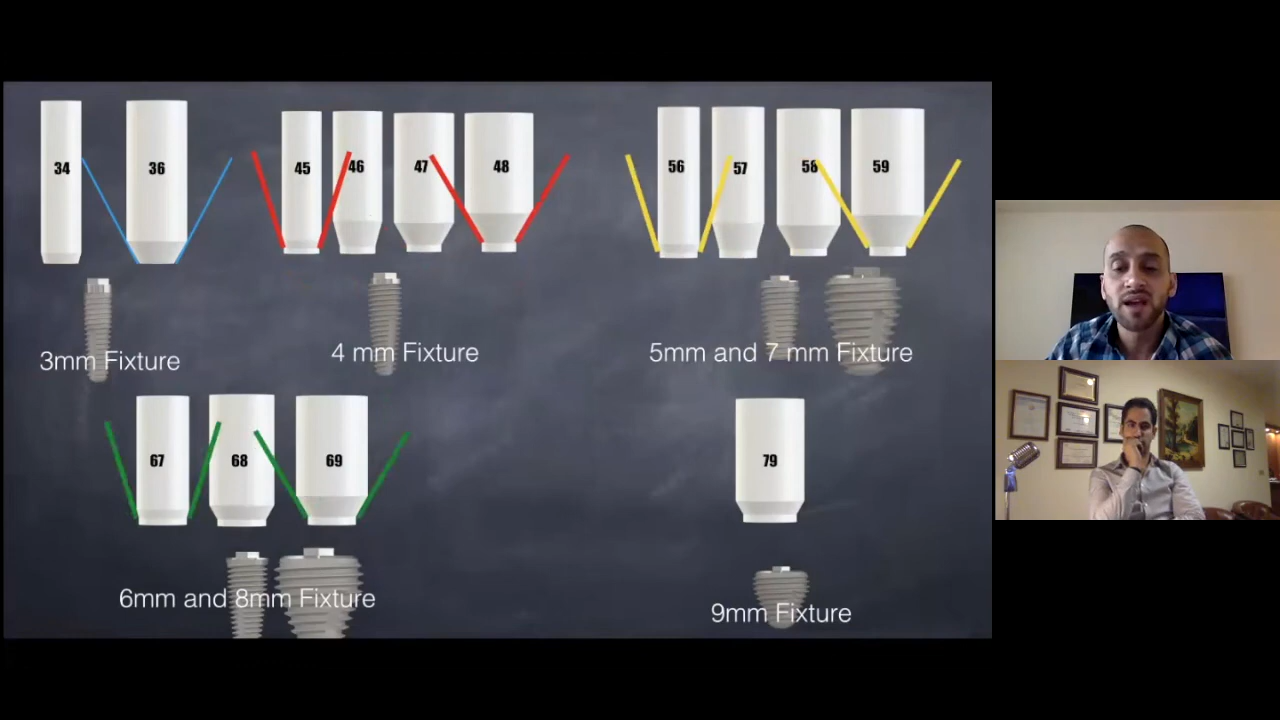 34
36
45
46
47
48
56
57
58
59
3mm Fixture
4 mm Fixture
5mm and 7 mm Fixture
67
68
69
79
6mm and 8mm Fixture
9mm Fixture